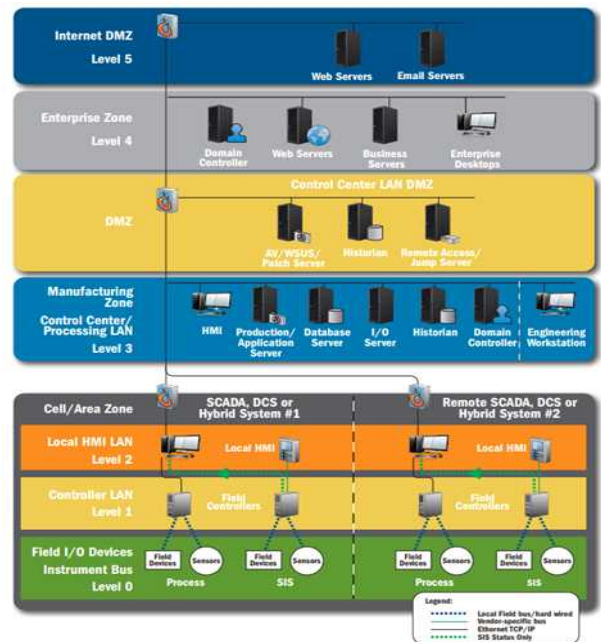 Internet DMZ
Level 5
Web Servers
Email Servers
Enterprise Zone
Level 4
Domain
Controller
Web Servers
Business
Servers
Enterprise
Desktops
Control Center LAN DMZ
DMZ
AV/WSUS/
Patch Server
Historian
Remote Access/
Jump Server
Manufacturing
Zone
Control Center/
Processing LAN
Level 3
HMI
Production/
Application
Server
Database
Server
I/O
Server
Historian
Domain
Controller
Engineering
Workstation
Cell/Area Zone
SCADA, DCS or
Hybrid System #1
Remote SCADA, DCS or
Hybrid System #2
Local HMI LAN
Level 2
Local HMI
Local HMI
Controller LAN
Level 1
Field
Controllers
Field
Controllers
Field I/O Devices
Instrument Bus
Level 0
Field
Devices
Sensors
Field
Devices
Sensors
Field
Devices
Sensors
Field
Devices
Sensors
Process
SIS
Process
SIS
Legend:
Local Field bus/hard wired
Vendor-specific bus
Ethernet TCP/IP
SIS Status Only